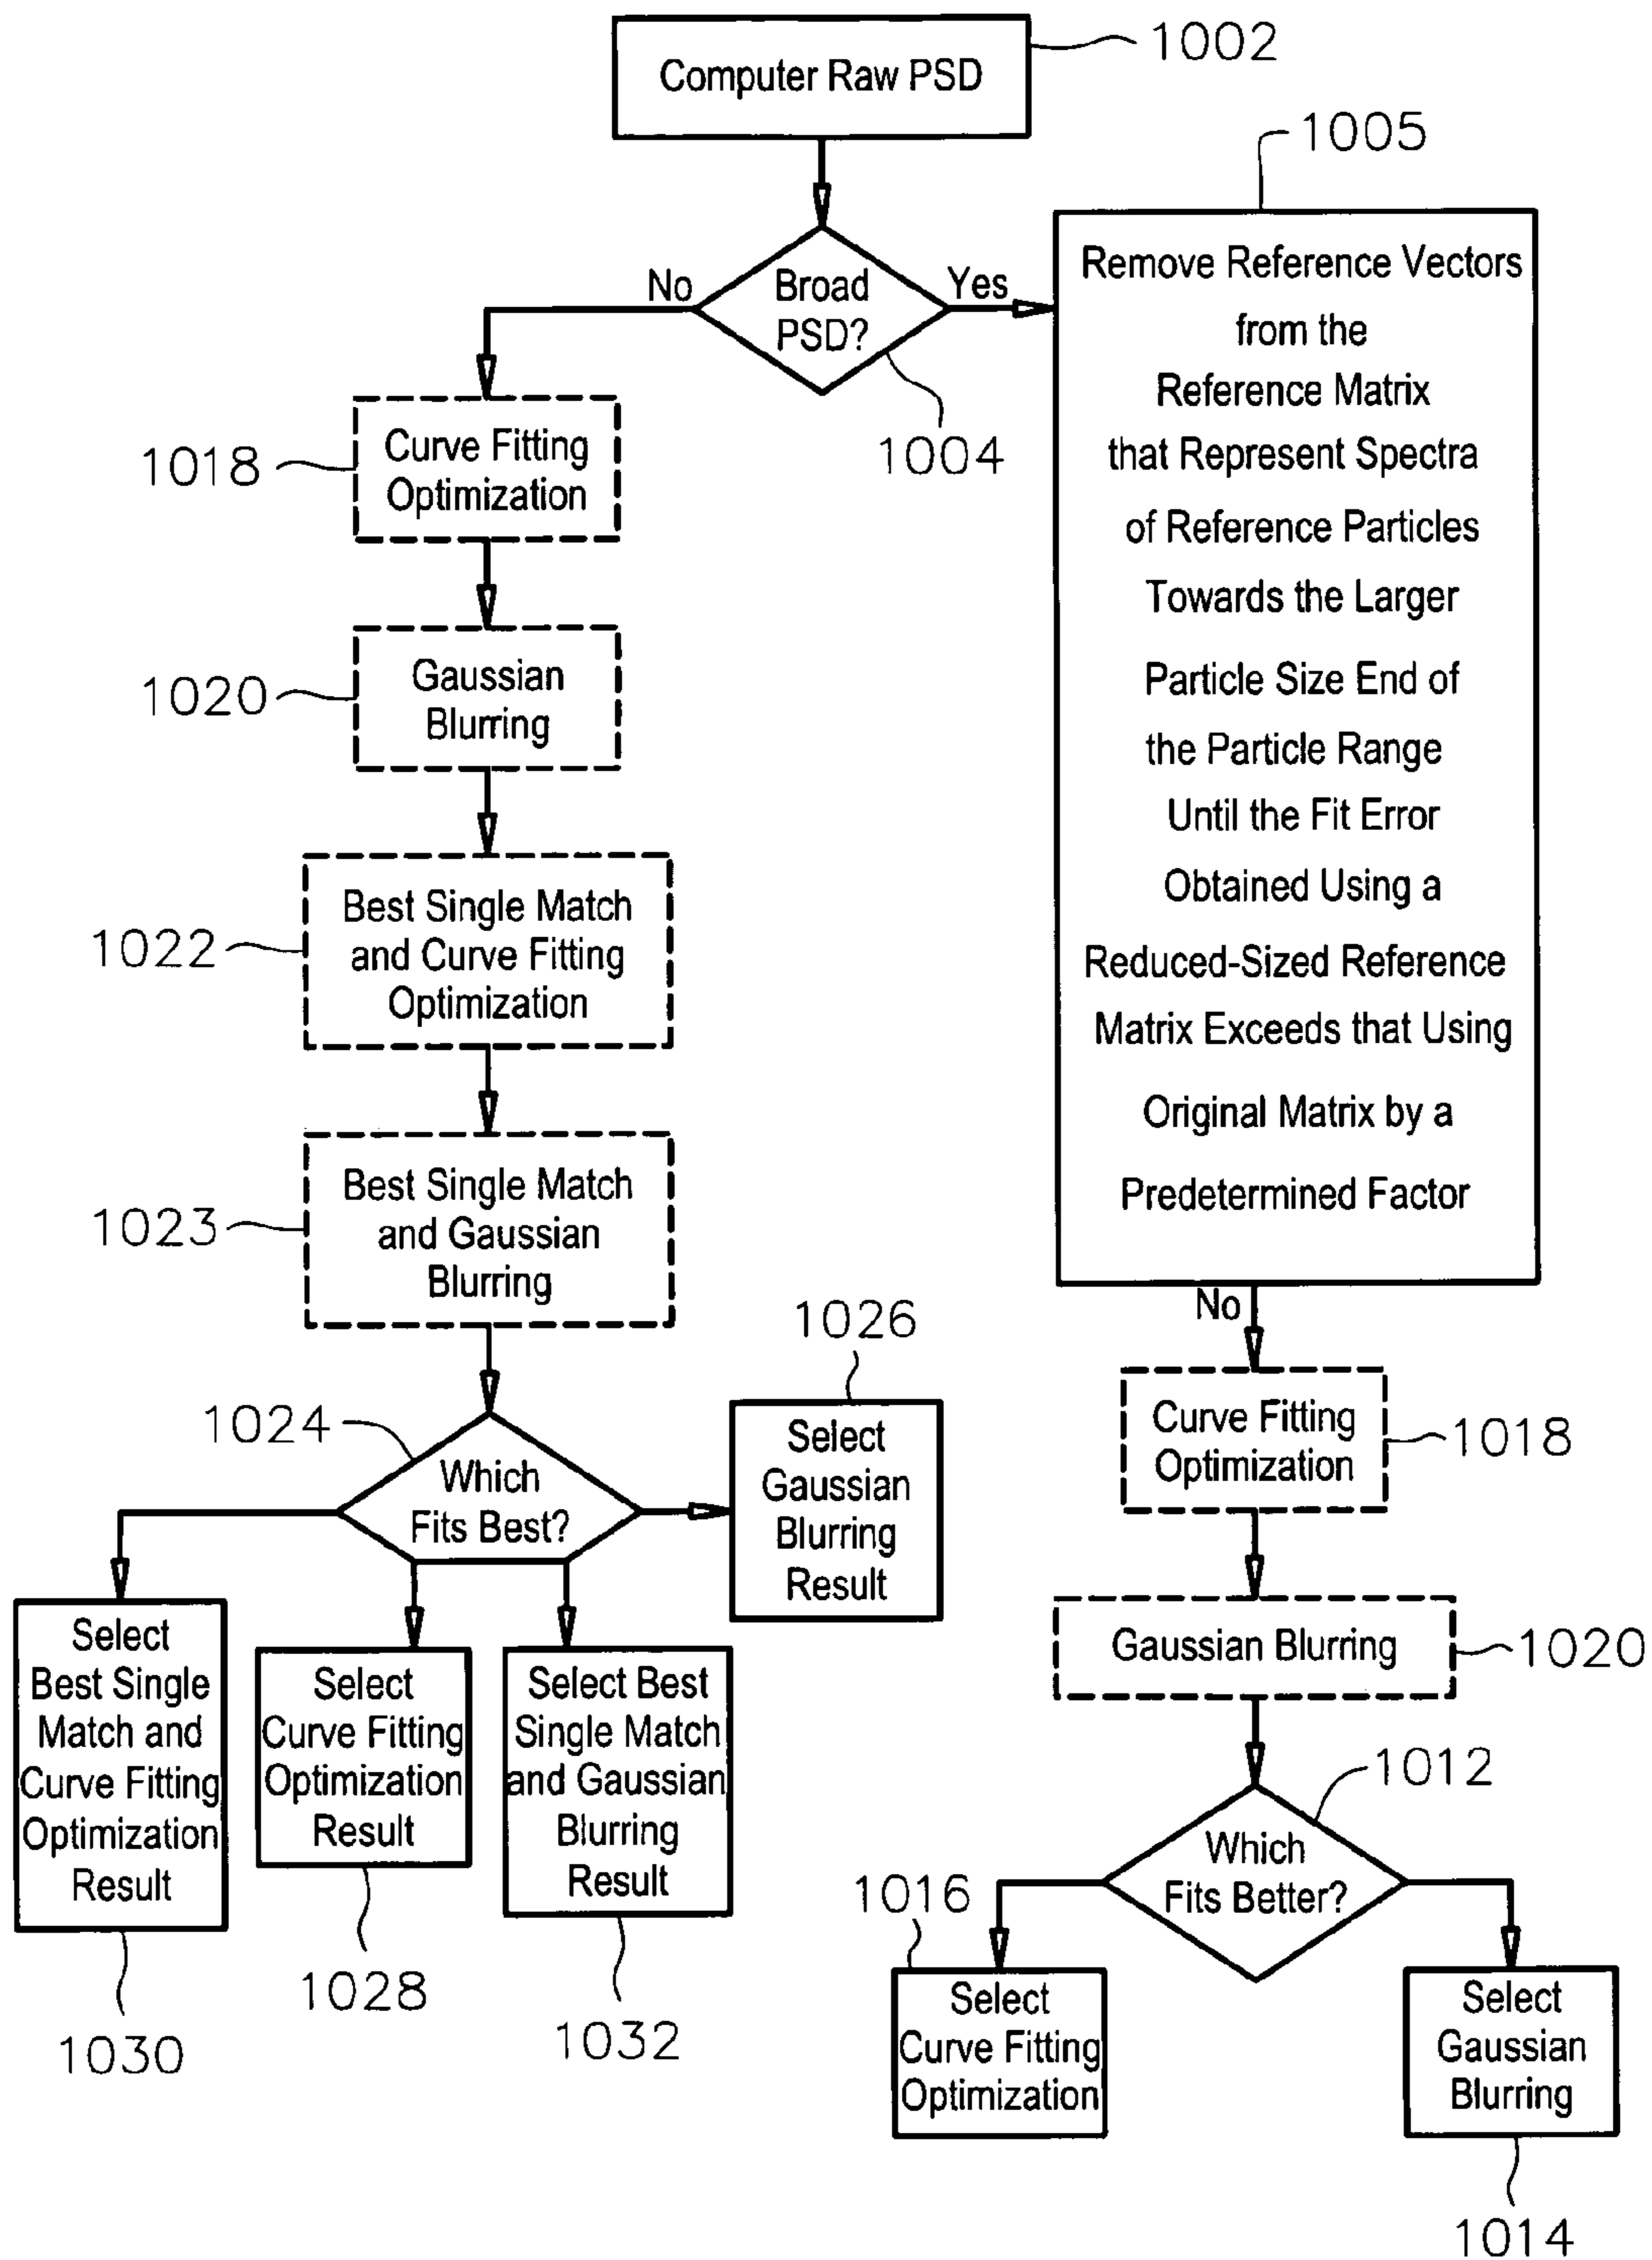 1002
Computer Raw PSD
1005
No
Broad
PSD?
Yes
1004
Remove Reference Vectors
from the
Reference Matrix
that Represent Spectra
of Reference Particles
Towards the Larger
Particle Size End of
the Particle Range
Until the Fit Error
Obtained Using a
Reduced-Sized Reference
Matrix Exceeds that Using
Original Matrix by a
Predetermined Factor
1018
Curve Fitting
Optimization
1020
Gaussian
Blurring
1022
Best Single Match
and Curve Fitting
Optimization
1023
Best Single Match
and Gaussian
Blurring
1024
Which
Fits Best?
1026
Select
Gaussian
Blurring
Result
Select
Best Single
Match and
Curve Fitting
Optimization
Result
1030
Select
Curve Fitting
Optimization
Result
1028
Select Best
Single Match
and Gaussian
Blurring
Result
1032
No
Curve Fitting
Optimization
1018
Gaussian Blurring
1020
1012
Which
Fits Better?
1016
Select
Curve Fitting
Optimization
Select
Gaussian
Blurring
1014